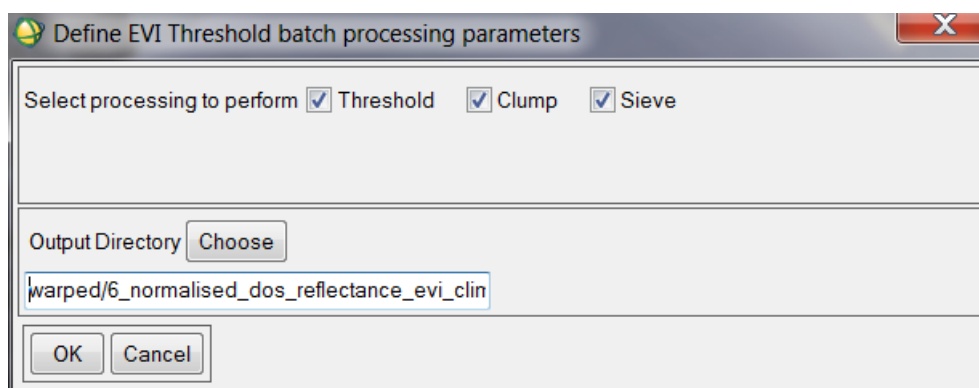 Define EVI Threshold batch processing parameters
Select processing to perform Threshold Clump Sieve
Output Directory Choose
warped/6_normalised_dos_reflectance_evi_clim
OK Cancel